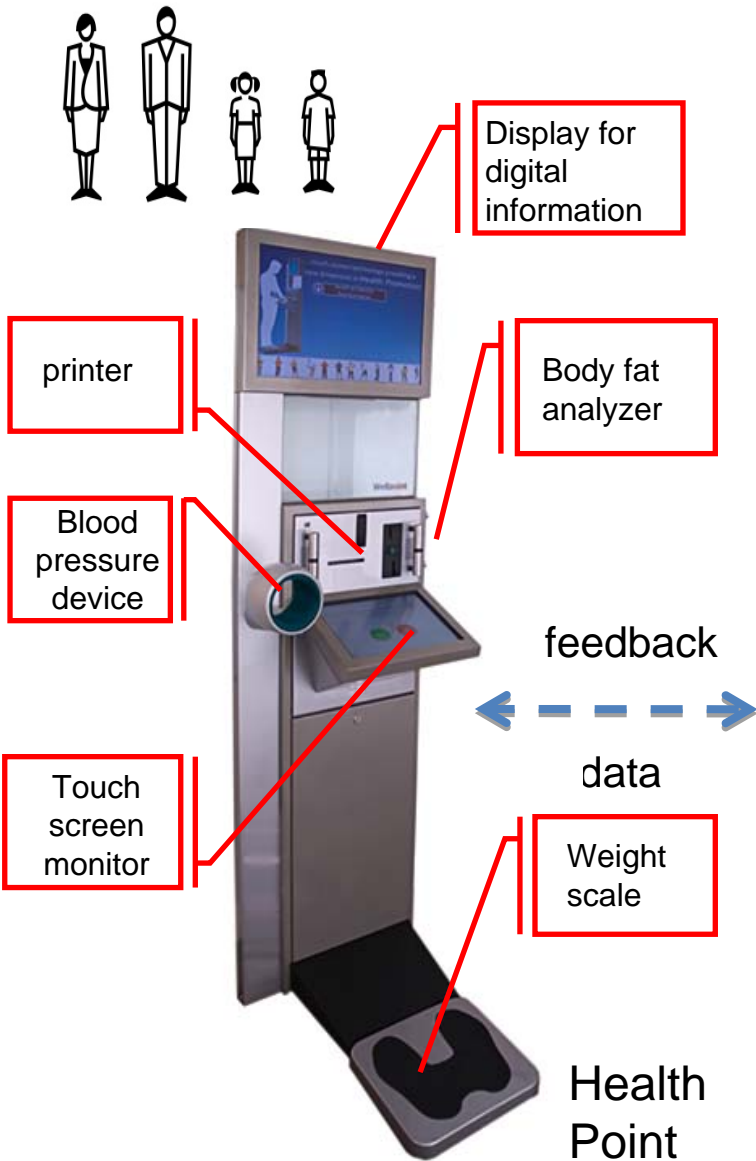 Display for
digital
information
printer
Body fat
analyzer
Blood
pressure
device
feedback
data
Touch
screen
monitor
Weight
scale
Health
Point